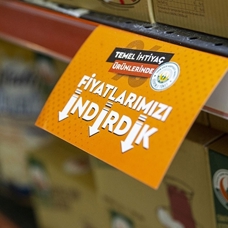 TEMEL İHTİYAÇ
ÜRÜNLERİNDE
%
FİYATLARIMIZI
İNDİRDİK